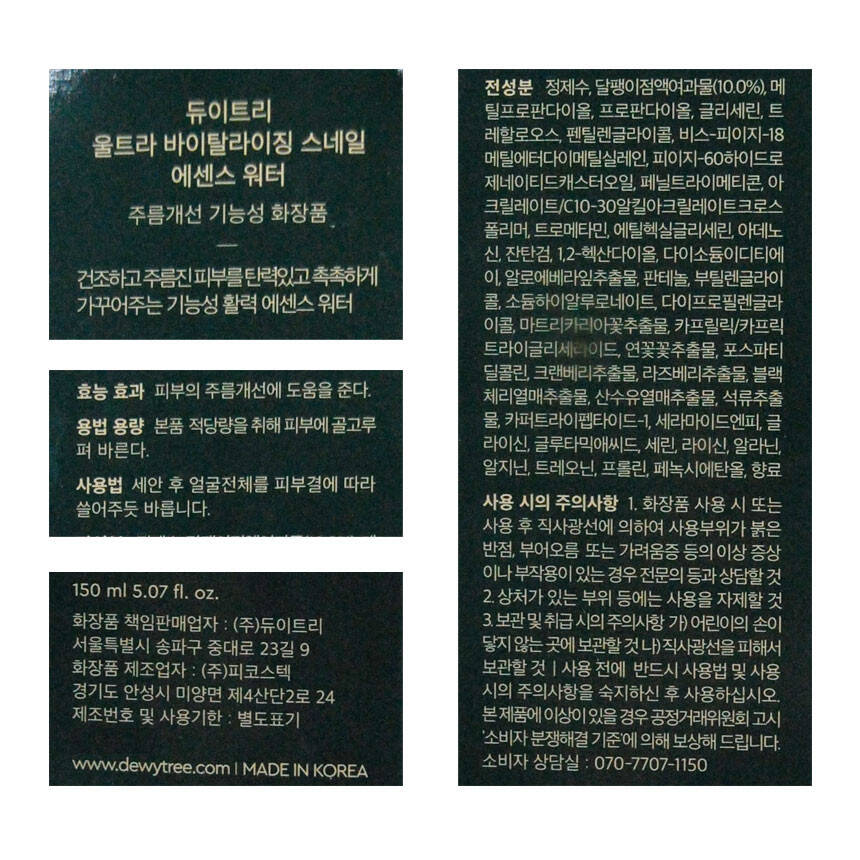 듀이트리
울트라 바이탈라이징 스네일
에센스 워터
주름개선 기능성 화장품
건조하고 주름진 피부를 탄력있고 촉촉하게
가꾸어주는 기능성 활력 에센스 워터
효능 효과 피부의 주름개선에 도움을 준다.
용법 용량 본품 적당량을 취해 피부에 골고루
펴 바른다.
사용법 세안 후 얼굴전체를 피부결에 따라
쓸어주듯 바릅니다.
150 ml 5.07 fl. oz.
화장품 책임판매업자 : (주)듀이트리
서울특별시 송파구 중대로 23길 9
화장품 제조업자 : (주)피코스텍
경기도 안성시 미양면 제4산단2로 24
제조번호 및 사용기한 : 별도표기
www.dewytree.com I MADE IN KOREA
전성분 정제수, 달팽이점액여과물(10.0%), 메
틸프로판다이올, 프로판다이올, 글리세린, 트
레할로오스, 펜틸렌글라이콜, 비스-피이지-18
메틸에터다이메틸실레인, 피이지-60하이드로
제네이티드캐스터오일, 페닐트라이메티콘, 아
크릴레이트/C10-30알킬아크릴레이트크로스
폴리머, 트로메타민, 에틸헥실글리세린, 아데노
신, 잔탄검, 1,2-헥산다이올, 다이소듐이디티에
이, 알로에베라잎추출물, 판테놀, 부틸렌글라이
콜, 소듐하이알루로네이트, 다이프로필렌글라
이콜, 마트리카리아꽃추출물, 카프릴릭/카프릭
트라이글리세라이드, 연꽃꽃추출물, 포스파티
딜콜린, 크랜베리추출물, 라즈베리추출물, 블랙
체리열매추출물, 산수유열매추출물, 석류추출
물, 카퍼트라이펩타이드-1, 세라마이드엔피, 글
라이신, 글루타믹애씨드, 세린, 라이신, 알라닌,
알지닌, 트레오닌, 프롤린, 페녹시에탄올, 향료
사용 시의 주의사항 1. 화장품 사용 시 또는
사용 후 직사광선에 의하여 사용부위가 붉은
반점, 부어오름 또는 가려움증 등의 이상 증상
이나 부작용이 있는 경우 전문의 등과 상담할 것
2. 상처가 있는 부위 등에는 사용을 자제할 것
3. 보관 및 취급 시의 주의사항 가) 어린이의 손이
닿지 않는 곳에 보관할 것 나) 직사광선을 피해서
보관할 것 | 사용 전에 반드시 사용법 및 사용
시의 주의사항을 숙지하신 후 사용하십시오.
본 제품에 이상이 있을 경우 공정거래위원회 고시
'소비자 분쟁해결 기준'에 의해 보상해 드립니다.
소비자 상담실 : 070-7707-1150